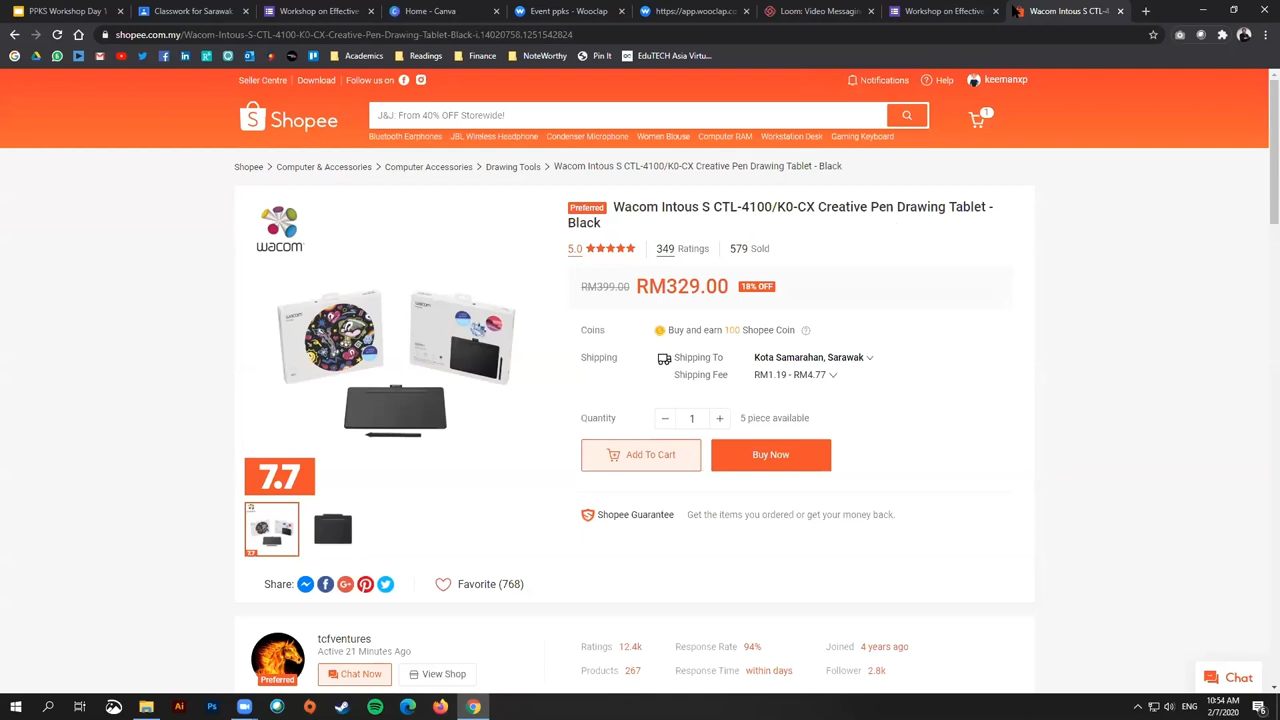 PPKS Workshop Day 1
Classwork for Sarawak
Workshop on Effective
Home - Canva
Event pdks - Wakelet
https://app.wooclap.co
Loom Video Messaging
Workshop on Effective
Wacom Intous S CTL-4
shopee.com.my/Wacom-Intous-S-CTL-4100-K0-CX-Creative-Pen-Drawing-Tablet-Black-i.14020758.1251542824
Academics
Readings
Finance
NoteWorthy
Pin It
EduTECH Asia Virtu...
Seller Centre
Download
Follow us on
Notifications
Help
keemanxp
Shopee
J&J: From 40% OFF Storewide!
1
Bluetooth Earphones JBL Wireless Headphone Condenser Microphone Women Blouse Computer RAM Workstation Desk Gaming Keyboard
Shopee > Computer & Accessories > Computer Accessories > Drawing Tools > Wacom Intous S CTL-4100/K0-CX Creative Pen Drawing Tablet - Black
wacom
7.7
Preferred Wacom Intous S CTL-4100/K0-CX Creative Pen Drawing Tablet -
Black
5.0
349 Ratings
579 Sold
RM399.00 RM329.00 18% OFF
Coins
Buy and earn 100 Shopee Coin
Shipping
Shipping To
Kota Samarahan, Sarawak
Shipping Fee
RM1.19 - RM4.77
Quantity
1
5 piece available
Add To Cart
Buy Now
Shopee Guarantee
Get the items you ordered or get your money back.
Share:
Favorite (768)
tcfventures
Active 21 Minutes Ago
Preferred
Chat Now
View Shop
Ratings 12.4k
Response Rate 94%
Joined 4 years ago
Products 267
Response Time within days
Follower 2.8k
Chat
ENG
10:54 AM
2/7/2020